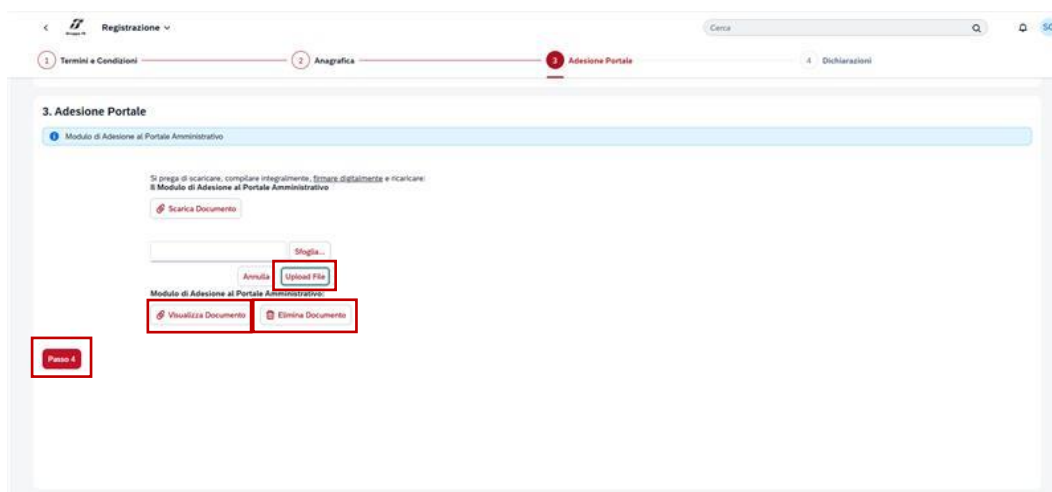 Registrazione
Cerca
SC
1 Termini e Condizioni
2 Anagrafica
3 Adesione Portale
4 Dichiarazioni
3. Adesione Portale
Modulo di Adesione al Portale Amministrativo
Si prega di scaricare, compilare integralmente, firmare digitalmente e ricaricare:
Il Modulo di Adesione al Portale Amministrativo
Scarica Documento
Sfoglia...
Annulla Upload File
Modulo di Adesione al Portale Amministrativo:
Visualizza Documento Elimina Documento
Passo 4